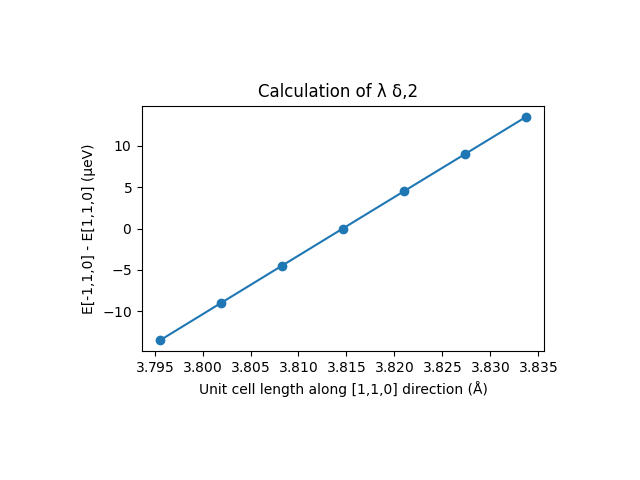 Calculation of λ δ,2
E[-1,1,0] - E[1,1,0] (μeV)
10
5
0
−5
−10
3.795 3.800 3.805 3.810 3.815 3.820 3.825 3.830 3.835
Unit cell length along [1,1,0] direction (Å)